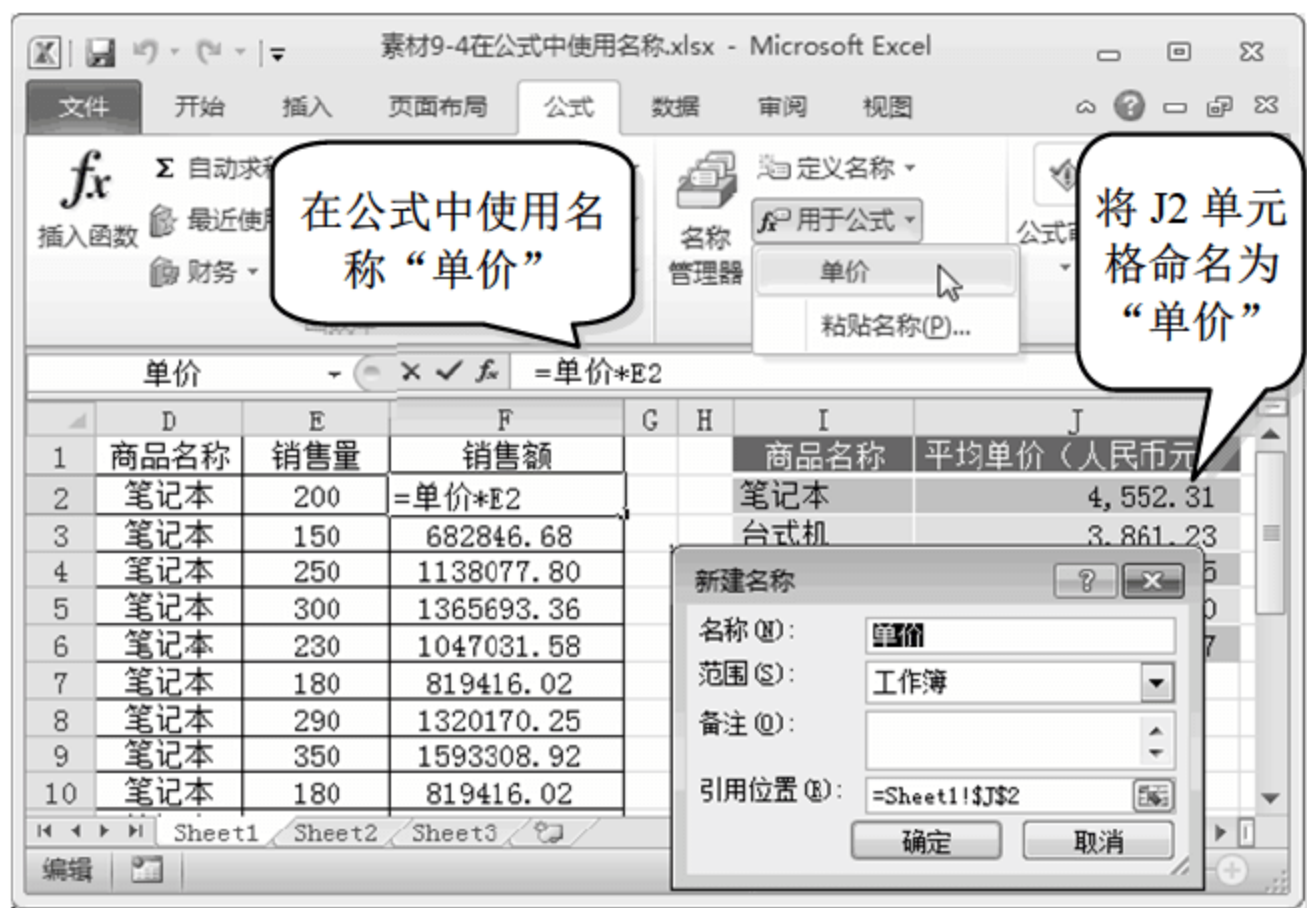 素材9-4在公式中使用名称.xlsx - Microsoft Excel
文件 开始 插入 页面布局 公式 数据 审阅 视图
fx
插入函数
Σ 自动求和
最近使用
财务
在公式中使用名
称“单价”
名称
管理器
定义名称
用于公式
单价
粘贴名称(P)...
公式审
将 J2 单元
格命名为
“单价”
单价 fx =单价*E2
D E F G H I J
1 商品名称 销售量 销售额 商品名称 平均单价（人民币元
2 笔记本 200 =单价*E2 笔记本 4,552.31
3 笔记本 150 682846.68 台式机 3,861.23
4 笔记本 250 1138077.80 5
5 笔记本 300 1365693.36 0
6 笔记本 230 1047031.58 7
7 笔记本 180 819416.02
8 笔记本 290 1320170.25
9 笔记本 350 1593308.92
10 笔记本 180 819416.02
新建名称
名称(N): 单价
范围(S): 工作簿
备注(O):
引用位置(R): =Sheet1!$J$2
确定 取消
Sheet1 Sheet2 Sheet3
编辑